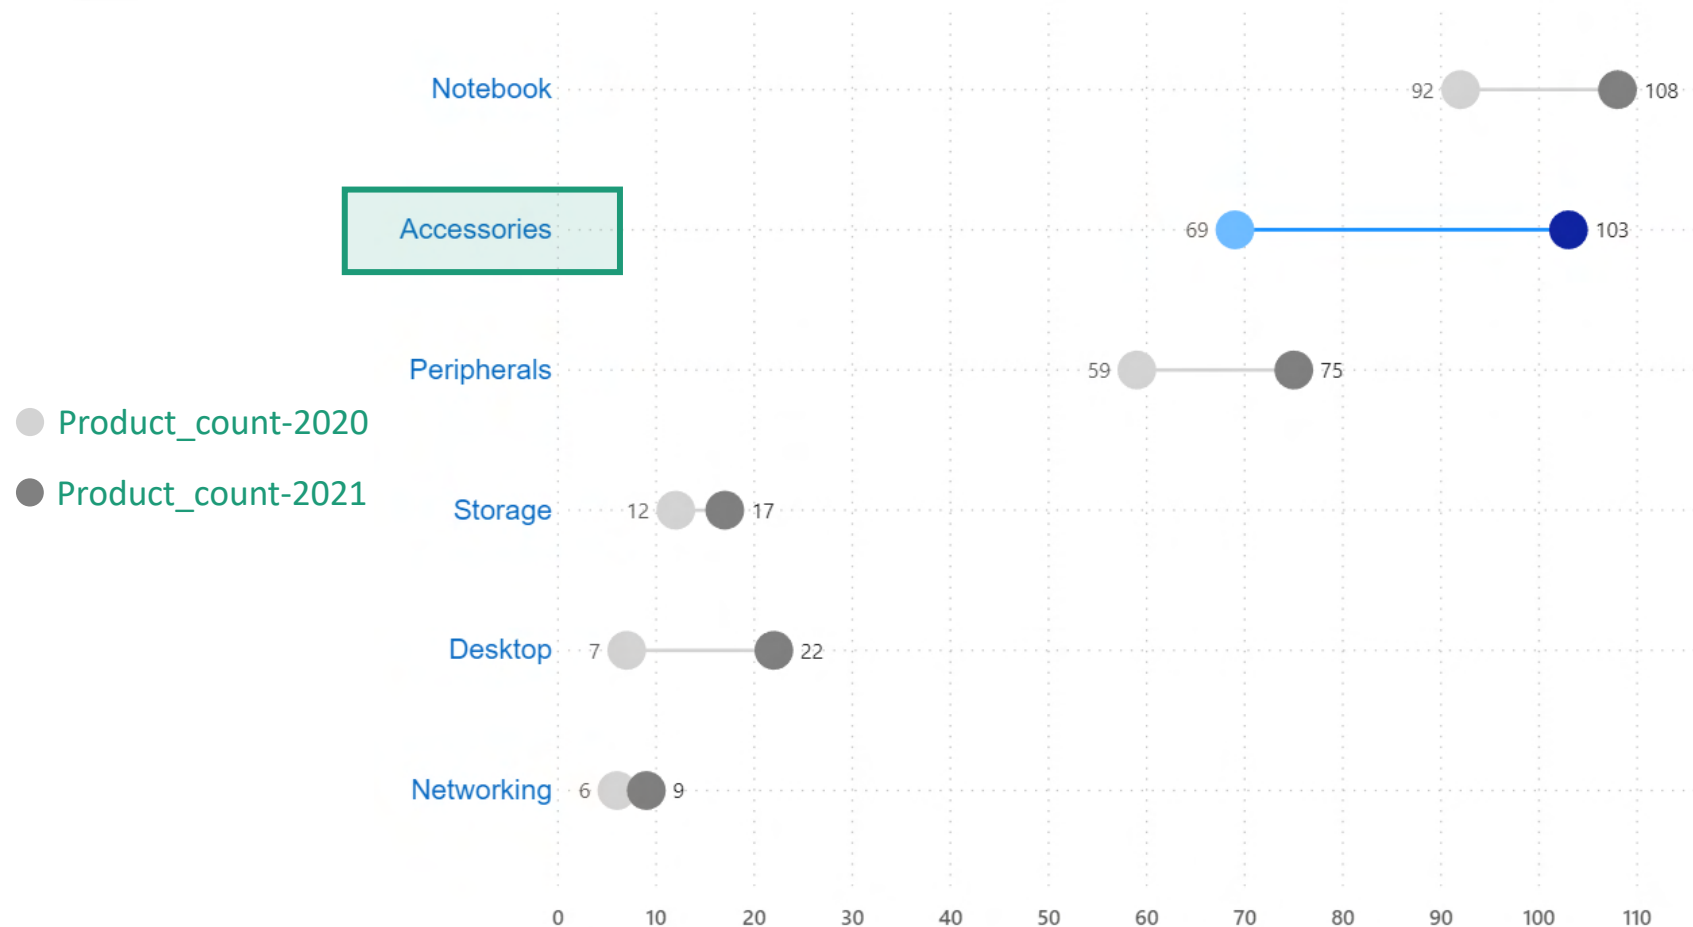 Notebook 92 108
Accessories 69 103
Peripherals 59 75
Product_count-2020
Product_count-2021
Storage 12 17
Desktop 7 22
Networking 6 9
0 10 20 30 40 50 60 70 80 90 100 110